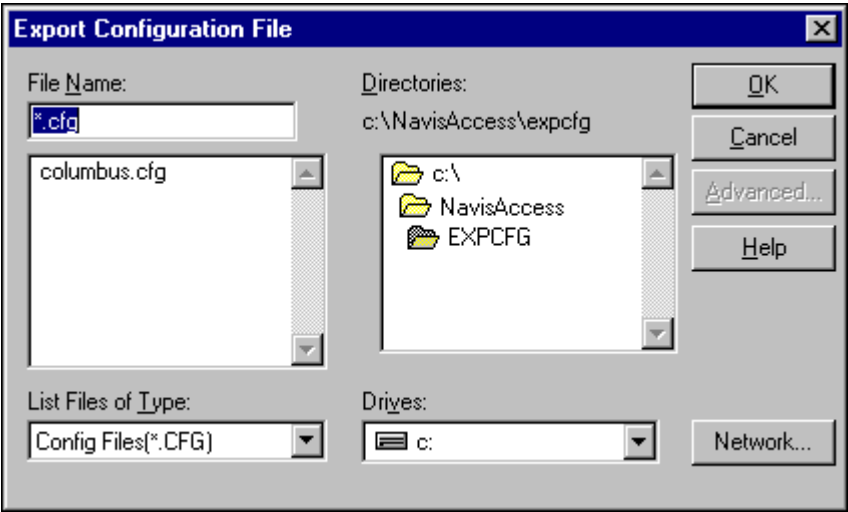 Export Configuration File
File Name:
*.cfg
columbus.cfg
List Files of Type:
Config Files(*.CFG)
Directories:
c:\NavisAccess\expcfg
c:\
NavisAccess
EXPCFG
Drives:
c:
OK
Cancel
Advanced...
Help
Network...